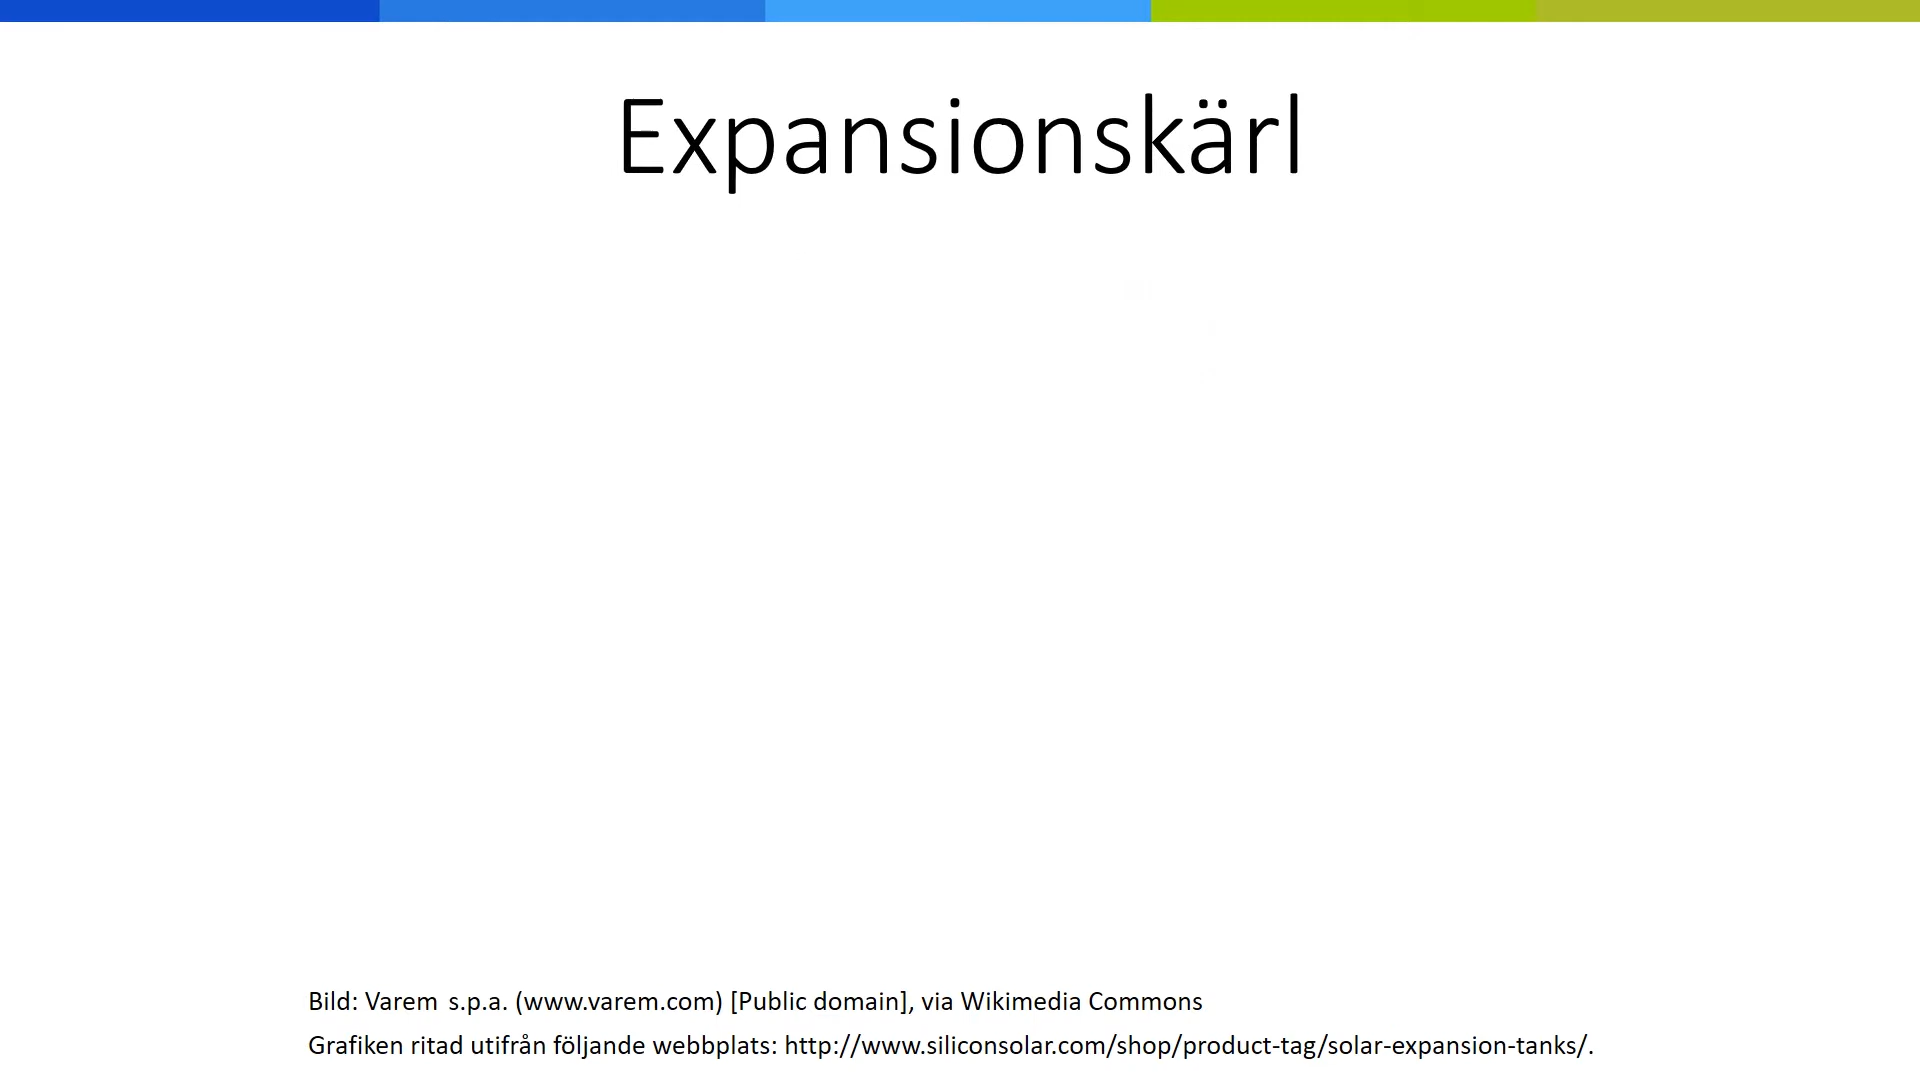 Expansionskärl
Bild: Varem s.p.a. (www.varem.com) [Public domain], via Wikimedia Commons
Grafiken ritad utifrån följande webbplats: http://www.siliconsolar.com/shop/product-tag/solar-expansion-tanks/.